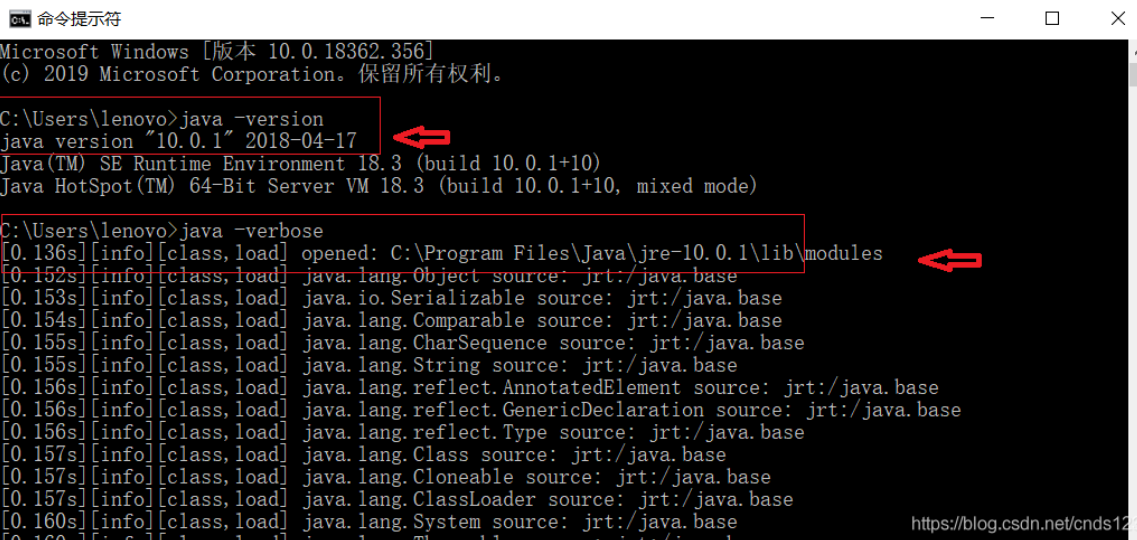 命令提示符
Microsoft Windows [版本 10.0.18362.356]
(c) 2019 Microsoft Corporation。保留所有权利。
C:\Users\lenovo>java -version
java version "10.0.1" 2018-04-17
Java(TM) SE Runtime Environment 18.3 (build 10.0.1+10)
Java HotSpot(TM) 64-Bit Server VM 18.3 (build 10.0.1+10, mixed mode)
C:\Users\lenovo>java -verbose
[0.136s][info][class,load] opened: C:\Program Files\Java\jre-10.0.1\lib\modules
[0.152s][info][class,load] java.lang.Object source: jrt:/java.base
[0.153s][info][class,load] java.io.Serializable source: jrt:/java.base
[0.154s][info][class,load] java.lang.Comparable source: jrt:/java.base
[0.155s][info][class,load] java.lang.CharSequence source: jrt:/java.base
[0.155s][info][class,load] java.lang.String source: jrt:/java.base
[0.156s][info][class,load] java.lang.reflect.AnnotatedElement source: jrt:/java.base
[0.156s][info][class,load] java.lang.reflect.GenericDeclaration source: jrt:/java.base
[0.156s][info][class,load] java.lang.reflect.Type source: jrt:/java.base
[0.157s][info][class,load] java.lang.Class source: jrt:/java.base
[0.157s][info][class,load] java.lang.Cloneable source: jrt:/java.base
[0.157s][info][class,load] java.lang.ClassLoader source: jrt:/java.base
[0.160s][info][class,load] java.lang.System source: jrt:/java.base
https://blog.csdn.net/cnds12